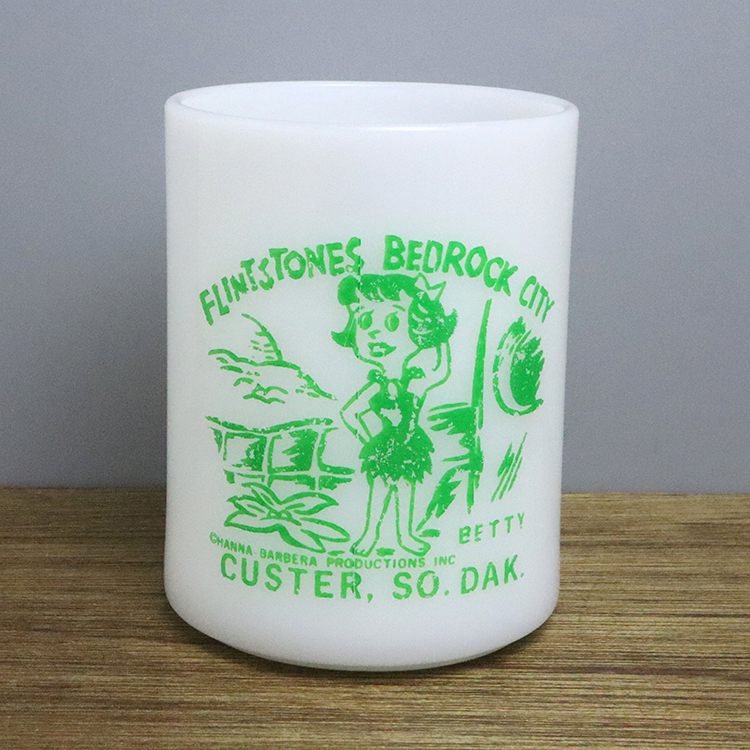 FLINTSTONES BEDROCK CITY
BETTY
©HANNA-BARBERA PRODUCTIONS INC
CUSTER, SO. DAK.